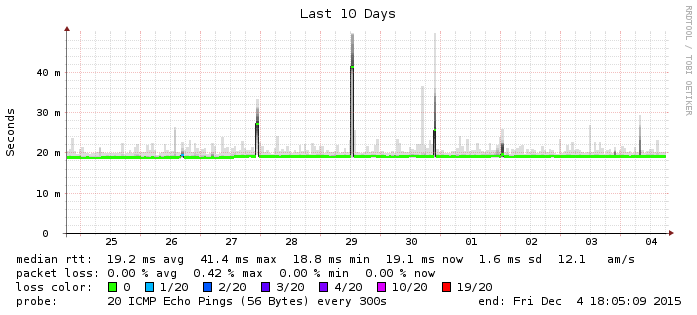 Last 10 Days
RRDTOOL / TOBI OETIKER
Seconds
40 m
30 m
20 m
10 m
0
25 26 27 28 29 30 01 02 03 04
median rtt: 19.2 ms avg 41.4 ms max 18.8 ms min 19.1 ms now 1.6 ms sd 12.1 am/s
packet loss: 0.00 % avg 0.42 % max 0.00 % min 0.00 % now
loss color: 0 1/20 2/20 3/20 4/20 10/20 19/20
probe: 20 ICMP Echo Pings (56 Bytes) every 300s end: Fri Dec 4 18:05:09 2015